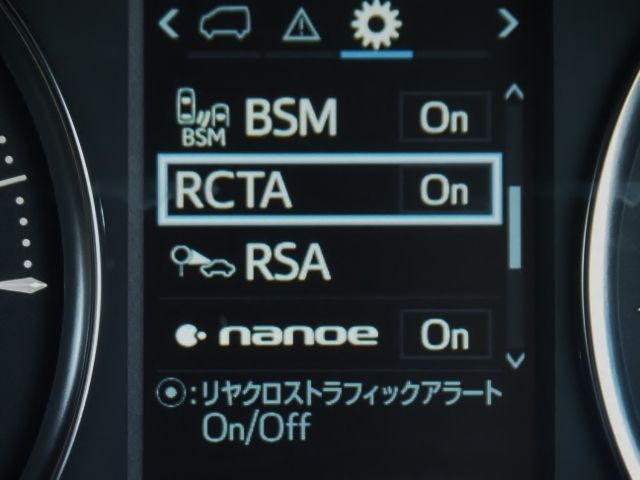 BSM BSM On
RCTA On
RSA
nanoe On
⦿:リヤクロストラフィックアラート
On/Off